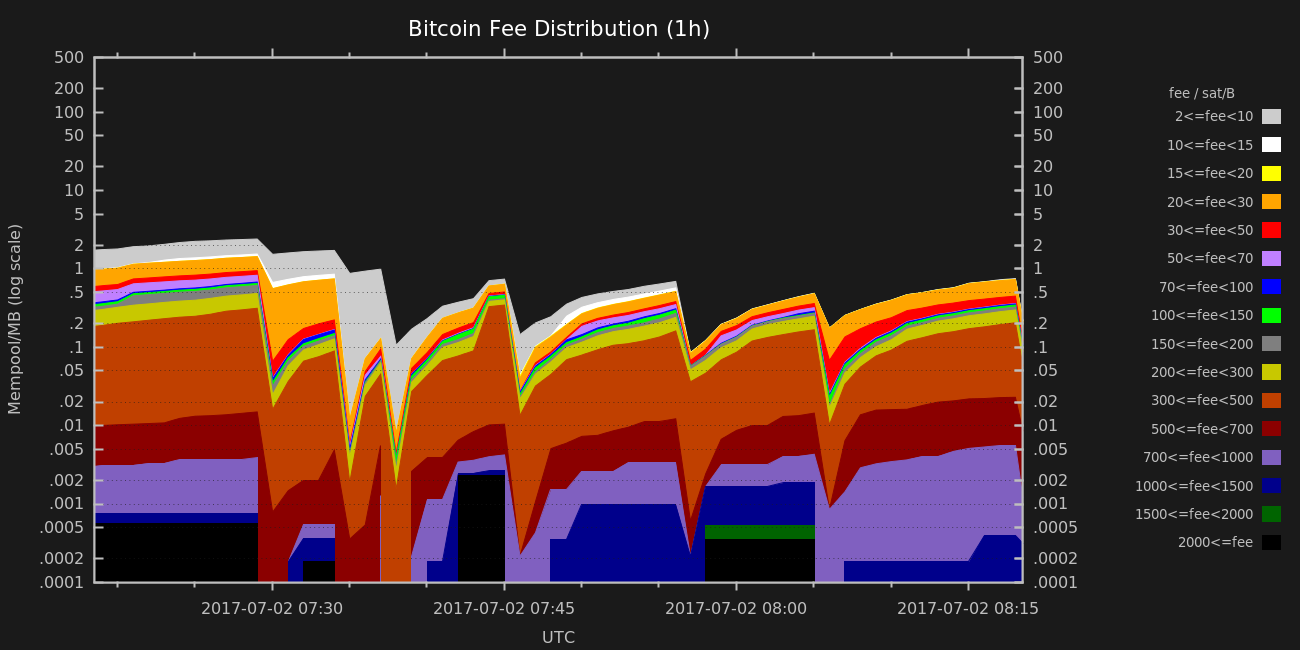 Bitcoin Fee Distribution (1h)
Mempool/MB (log scale)
500
200
100
50
20
10
5
2
1
.5
.2
.1
.05
.02
.01
.005
.002
.001
.0005
.0002
.0001
500
200
100
50
20
10
5
2
1
.5
.2
.1
.05
.02
.01
.005
.002
.001
.0005
.0002
.0001
2017-07-02 07:30
2017-07-02 07:45
2017-07-02 08:00
2017-07-02 08:15
UTC
fee / sat/B
2<=fee<10
10<=fee<15
15<=fee<20
20<=fee<30
30<=fee<50
50<=fee<70
70<=fee<100
100<=fee<150
150<=fee<200
200<=fee<300
300<=fee<500
500<=fee<700
700<=fee<1000
1000<=fee<1500
1500<=fee<2000
2000<=fee